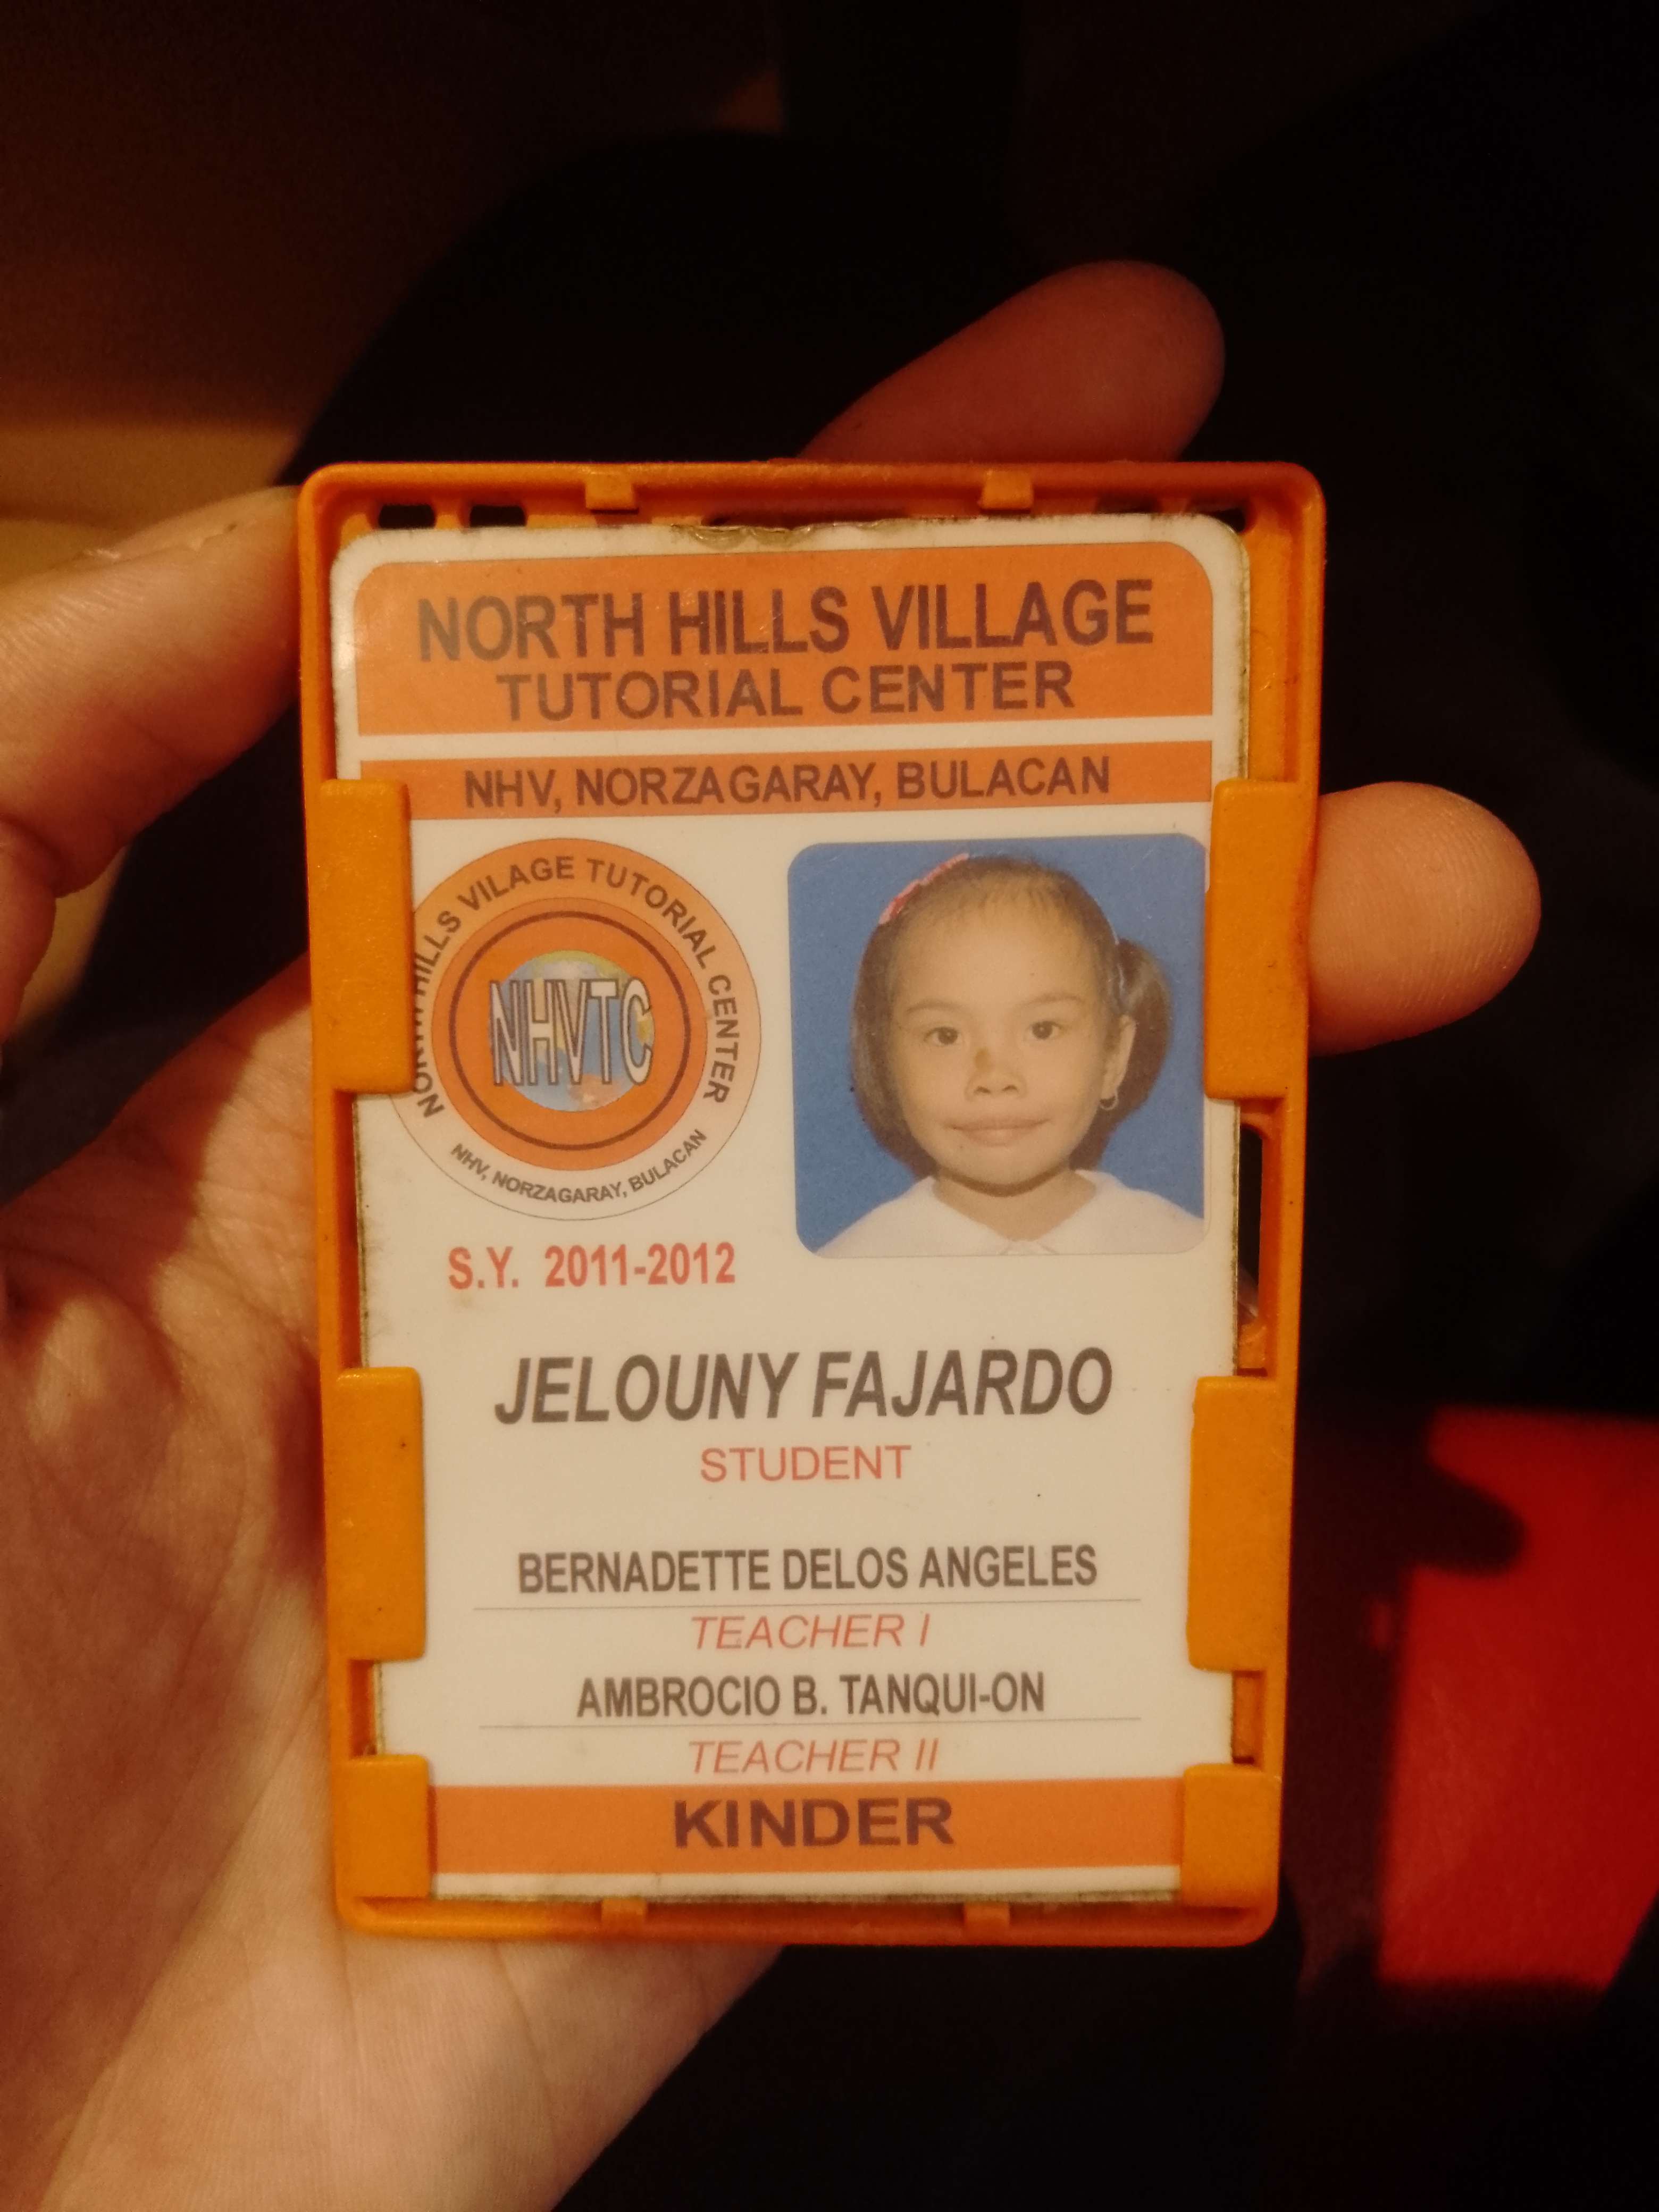 NORTH HILLS VILLAGE
TUTORIAL CENTER
NHV, NORZAGARAY, BULACAN
NORTH HILLS VILAGE TUTORIAL CENTER
NHVTC
NHV, NORZAGARAY, BULACAN
S.Y. 2011-2012
JELOUNY FAJARDO
STUDENT
BERNADETTE DELOS ANGELES
TEACHER I
AMBROCIO B. TANQUI-ON
TEACHER II
KINDER